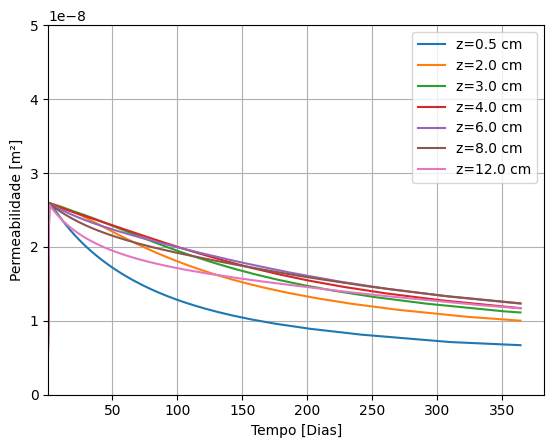 1e−8
5
4
3
2
1
0
Permeabilidade [m²]
50
100
150
200
250
300
350
Tempo [Dias]
z=0.5 cm
z=2.0 cm
z=3.0 cm
z=4.0 cm
z=6.0 cm
z=8.0 cm
z=12.0 cm